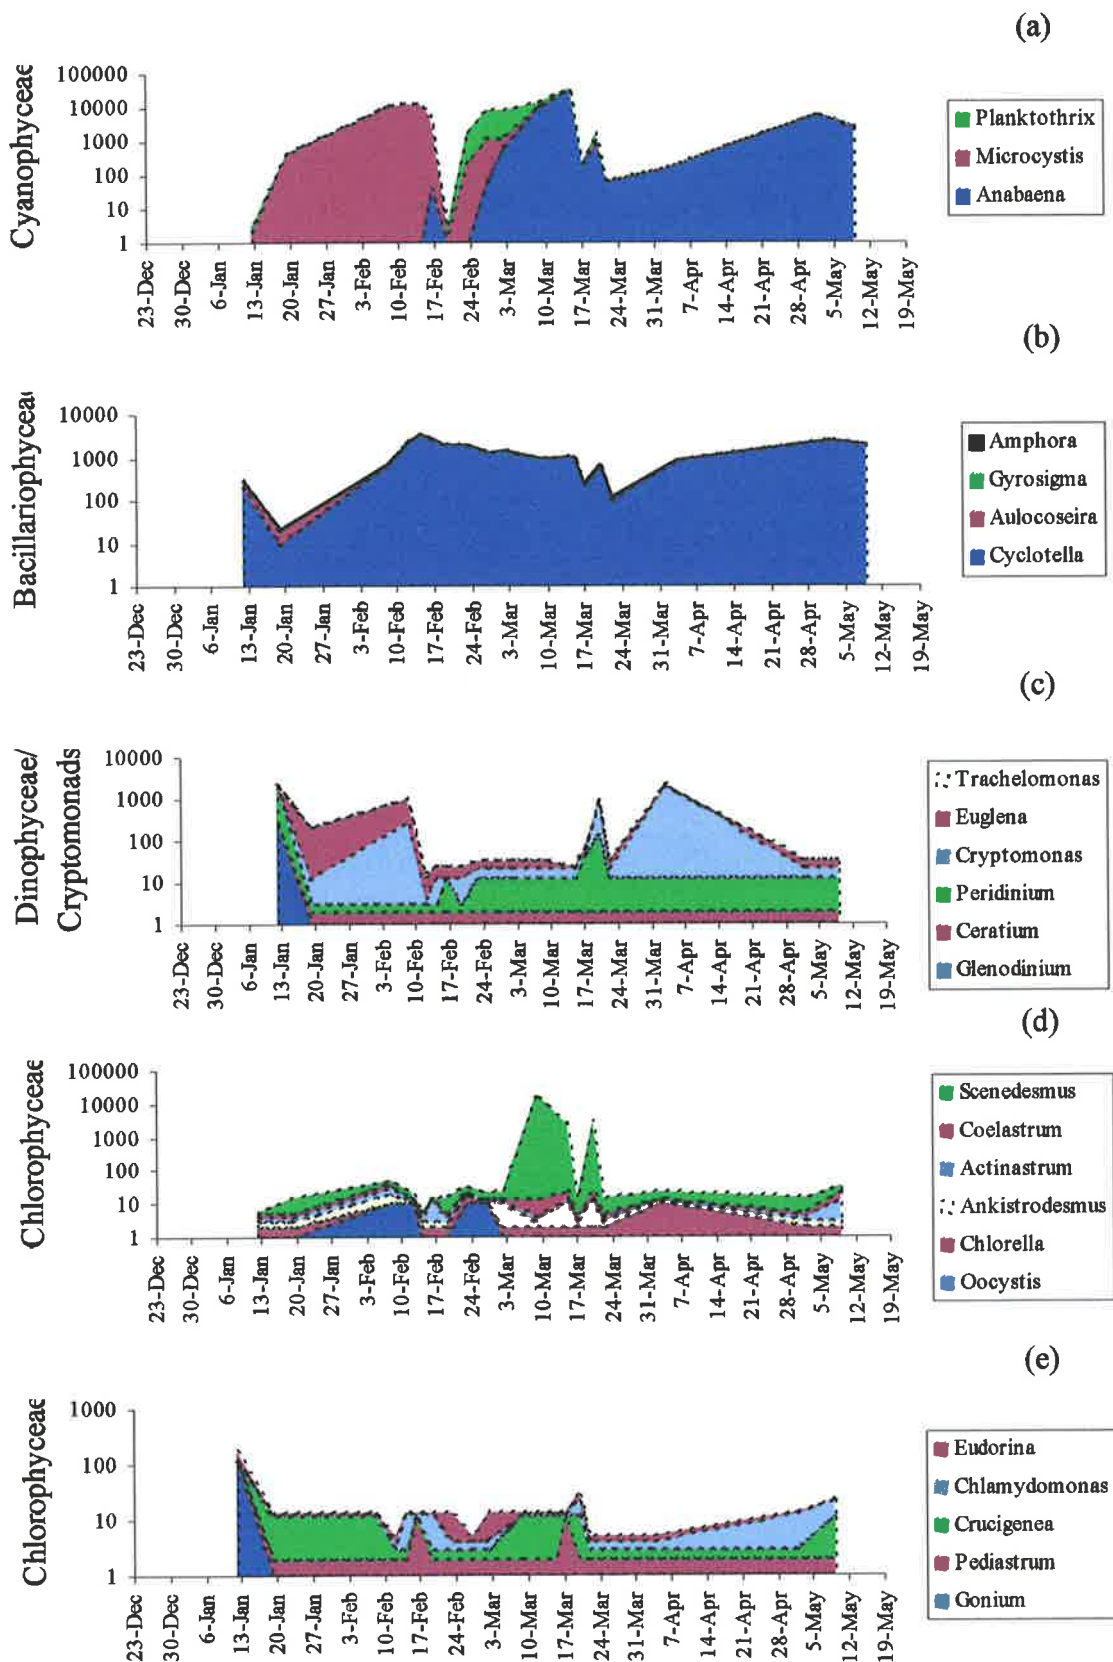 (a)
Cyanophyceae
100000
10000
1000
100
10
1
23-Dec
30-Dec
6-Jan
13-Jan
20-Jan
27-Jan
3-Feb
10-Feb
17-Feb
24-Feb
3-Mar
10-Mar
17-Mar
24-Mar
31-Mar
7-Apr
14-Apr
21-Apr
28-Apr
5-May
12-May
19-May
Planktothrix
Microcystis
Anabaena
(b)
Bacillariophyceae
10000
1000
100
10
1
23-Dec
30-Dec
6-Jan
13-Jan
20-Jan
27-Jan
3-Feb
10-Feb
17-Feb
24-Feb
3-Mar
10-Mar
17-Mar
24-Mar
31-Mar
7-Apr
14-Apr
21-Apr
28-Apr
5-May
12-May
19-May
Amphora
Gyrosigma
Aulocoseira
Cyclotella
(c)
Dinophyceae/
Cryptomonads
10000
1000
100
10
1
23-Dec
30-Dec
6-Jan
13-Jan
20-Jan
27-Jan
3-Feb
10-Feb
17-Feb
24-Feb
3-Mar
10-Mar
17-Mar
24-Mar
31-Mar
7-Apr
14-Apr
21-Apr
28-Apr
5-May
12-May
19-May
Trachelomonas
Euglena
Cryptomonas
Peridinium
Ceratium
Glenodinium
(d)
Chlorophyceae
100000
10000
1000
100
10
1
23-Dec
30-Dec
6-Jan
13-Jan
20-Jan
27-Jan
3-Feb
10-Feb
17-Feb
24-Feb
3-Mar
10-Mar
17-Mar
24-Mar
31-Mar
7-Apr
14-Apr
21-Apr
28-Apr
5-May
12-May
19-May
Scenedesmus
Coelastrum
Actinastrum
Ankistrodesmus
Chlorella
Oocystis
(e)
Chlorophyceae
1000
100
10
1
23-Dec
30-Dec
6-Jan
13-Jan
20-Jan
27-Jan
3-Feb
10-Feb
17-Feb
24-Feb
3-Mar
10-Mar
17-Mar
24-Mar
31-Mar
7-Apr
14-Apr
21-Apr
28-Apr
5-May
12-May
19-May
Eudorina
Chlamydomonas
Crucigenea
Pediastrum
Gonium